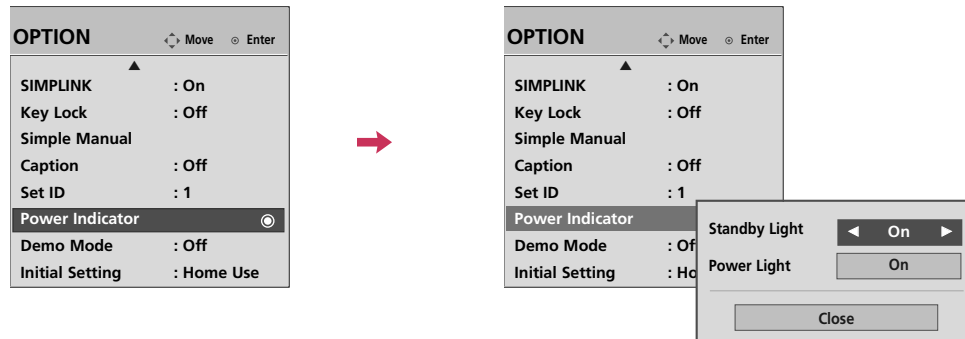 OPTION Move Enter
SIMPLINK : On
Key Lock : Off
Simple Manual
Caption : Off
Set ID : 1
Power Indicator
Demo Mode : Off
Initial Setting : Home Use
OPTION Move Enter
SIMPLINK : On
Key Lock : Off
Simple Manual
Caption : Off
Set ID : 1
Power Indicator
Demo Mode : Of
Initial Setting : Ho
Standby Light ◄ On ►
Power Light On
Close